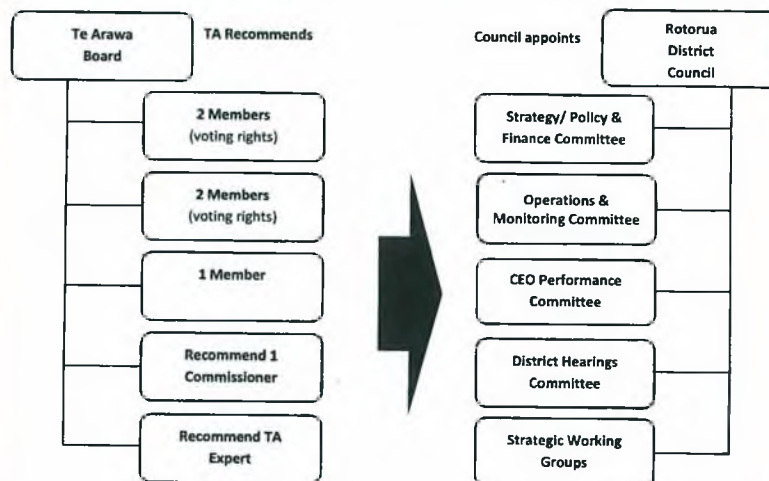 Te Arawa
Board
TA Recommends
2 Members
(voting rights)
2 Members
(voting rights)
1 Member
Recommend 1
Commissioner
Recommend TA
Expert
Council appoints
Rotorua
District
Council
Strategy/ Policy &
Finance Committee
Operations &
Monitoring Committee
CEO Performance
Committee
District Hearings
Committee
Strategic Working
Groups